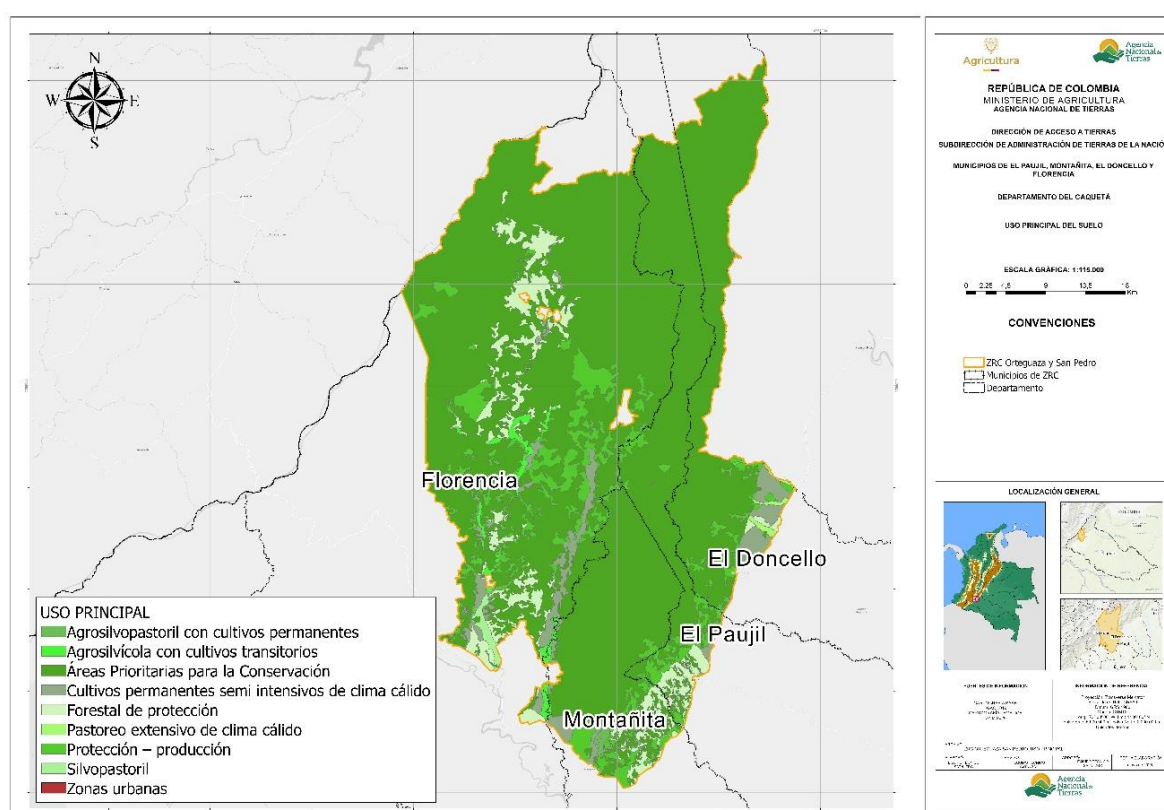 N
W
E
S
Florencia
El Doncello
El Paujil
Montañita
USO PRINCIPAL
Agrosilvopastoril con cultivos permanentes
Agrosilvícola con cultivos transitorios
Áreas Prioritarias para la Conservación
Cultivos permanentes semi intensivos de clima cálido
Forestal de protección
Pastoreo extensivo de clima cálido
Protección – producción
Silvopastoril
Zonas urbanas
Agricultura
Agencia
Nacional de
Tierras
REPÚBLICA DE COLOMBIA
MINISTERIO DE AGRICULTURA
AGENCIA NACIONAL DE TIERRAS
DIRECCIÓN DE ACCESO A TIERRAS
SUBDIRECCIÓN DE ADMINISTRACIÓN DE TIERRAS DE LA NACIÓ
MUNICIPIOS DE EL PAUJIL, MONTAÑITA, EL DONCELLO Y
FLORENCIA
DEPARTAMENTO DEL CAQUETÁ
USO PRINCIPAL DEL SUELO
ESCALA GRÁFICA: 1:115.000
0 2,25 4,5 9 13,5 18
Km
CONVENCIONES
ZRC Orteguaza y San Pedro
Municipios de ZRC
Departamento
LOCALIZACIÓN GENERAL
Agencia
Nacional de
Tierras